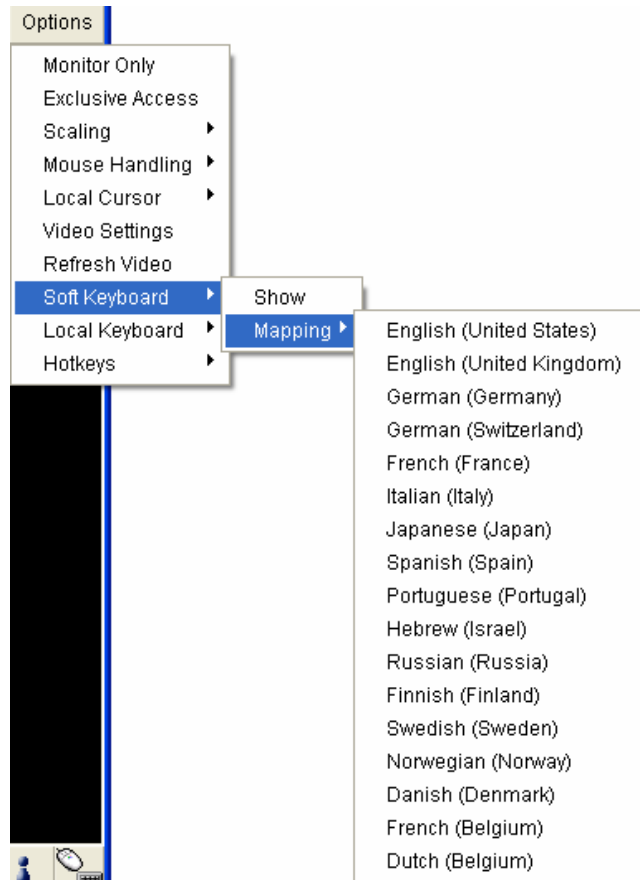 Options
Monitor Only
Exclusive Access
Scaling
Mouse Handling
Local Cursor
Video Settings
Refresh Video
Soft Keyboard
Local Keyboard
Hotkeys
Show
Mapping
English (United States)
English (United Kingdom)
German (Germany)
German (Switzerland)
French (France)
Italian (Italy)
Japanese (Japan)
Spanish (Spain)
Portuguese (Portugal)
Hebrew (Israel)
Russian (Russia)
Finnish (Finland)
Swedish (Sweden)
Norwegian (Norway)
Danish (Denmark)
French (Belgium)
Dutch (Belgium)